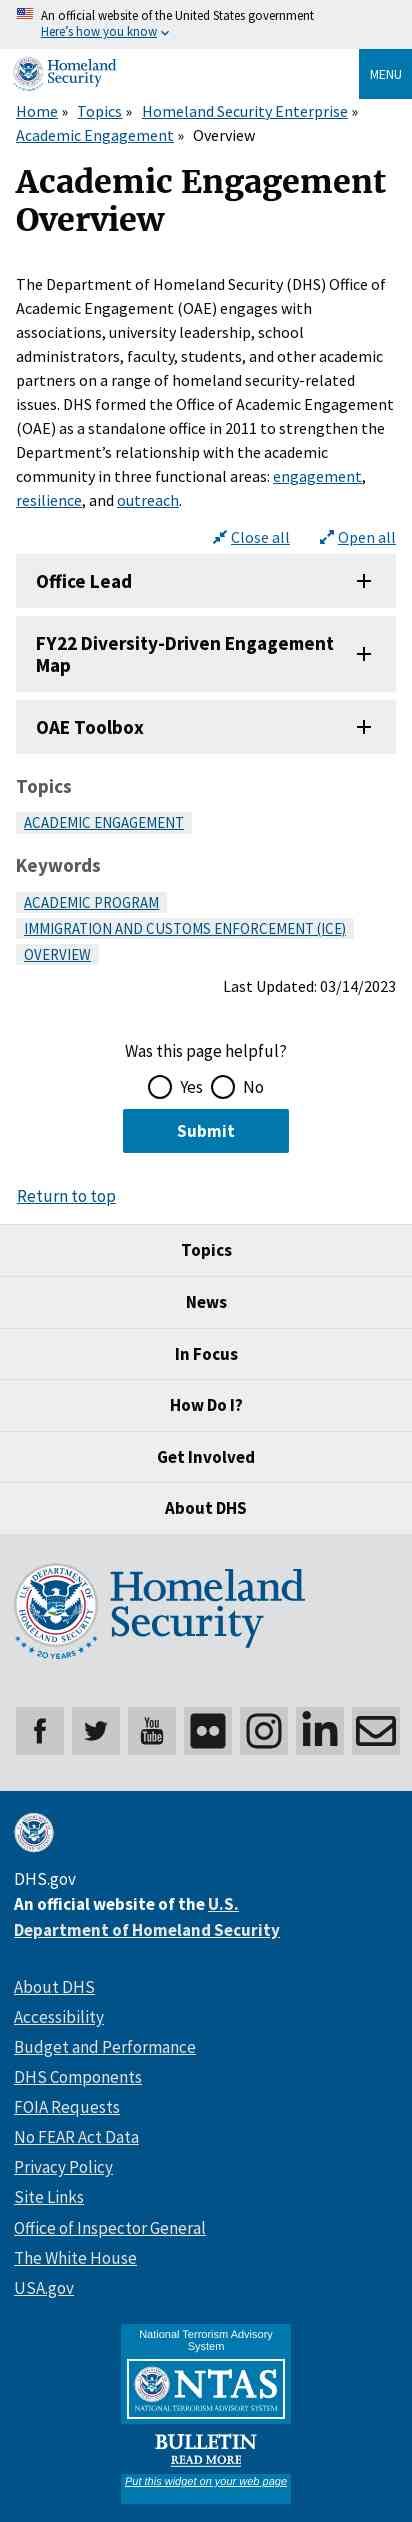 An official website of the United States government
Here's how you know
Homeland
Security
MENU
Home » Topics » Homeland Security Enterprise »
Academic Engagement » Overview
Academic Engagement
Overview
The Department of Homeland Security (DHS) Office of
Academic Engagement (OAE) engages with
associations, university leadership, school
administrators, faculty, students, and other academic
partners on a range of homeland security-related
issues. DHS formed the Office of Academic Engagement
(OAE) as a standalone office in 2011 to strengthen the
Department's relationship with the academic
community in three functional areas: engagement,
resilience, and outreach.
Close all Open all
Office Lead
FY22 Diversity-Driven Engagement
Map
OAE Toolbox
Topics
ACADEMIC ENGAGEMENT
Keywords
ACADEMIC PROGRAM
IMMIGRATION AND CUSTOMS ENFORCEMENT (ICE)
OVERVIEW
Last Updated: 03/14/2023
Was this page helpful?
Yes No
Submit
Return to top
Topics
News
In Focus
How Do I?
Get Involved
About DHS
U.S. DEPARTMENT OF HOMELAND SECURITY
20 YEARS
Homeland
Security
You Tube
DHS.gov
An official website of the U.S.
Department of Homeland Security
About DHS
Accessibility
Budget and Performance
DHS Components
FOIA Requests
No FEAR Act Data
Privacy Policy
Site Links
Office of Inspector General
The White House
USA.gov
National Terrorism Advisory
System
NTAS
NATIONAL TERRORISM ADVISORY SYSTEM
BULLETIN
READ MORE
Put this widget on your web page